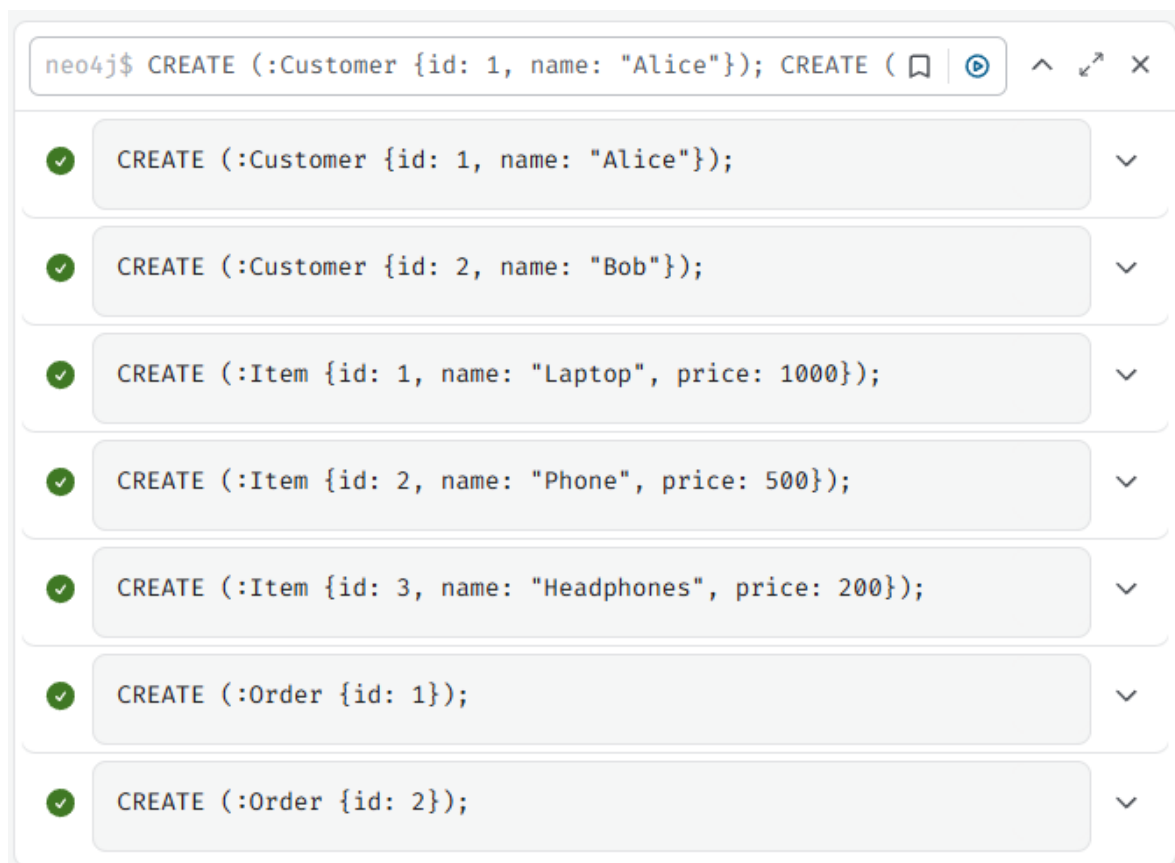 neo4j$ CREATE (:Customer {id: 1, name: "Alice"}); CREATE (
CREATE (:Customer {id: 1, name: "Alice"});
CREATE (:Customer {id: 2, name: "Bob"});
CREATE (:Item {id: 1, name: "Laptop", price: 1000});
CREATE (:Item {id: 2, name: "Phone", price: 500});
CREATE (:Item {id: 3, name: "Headphones", price: 200});
CREATE (:Order {id: 1});
CREATE (:Order {id: 2});